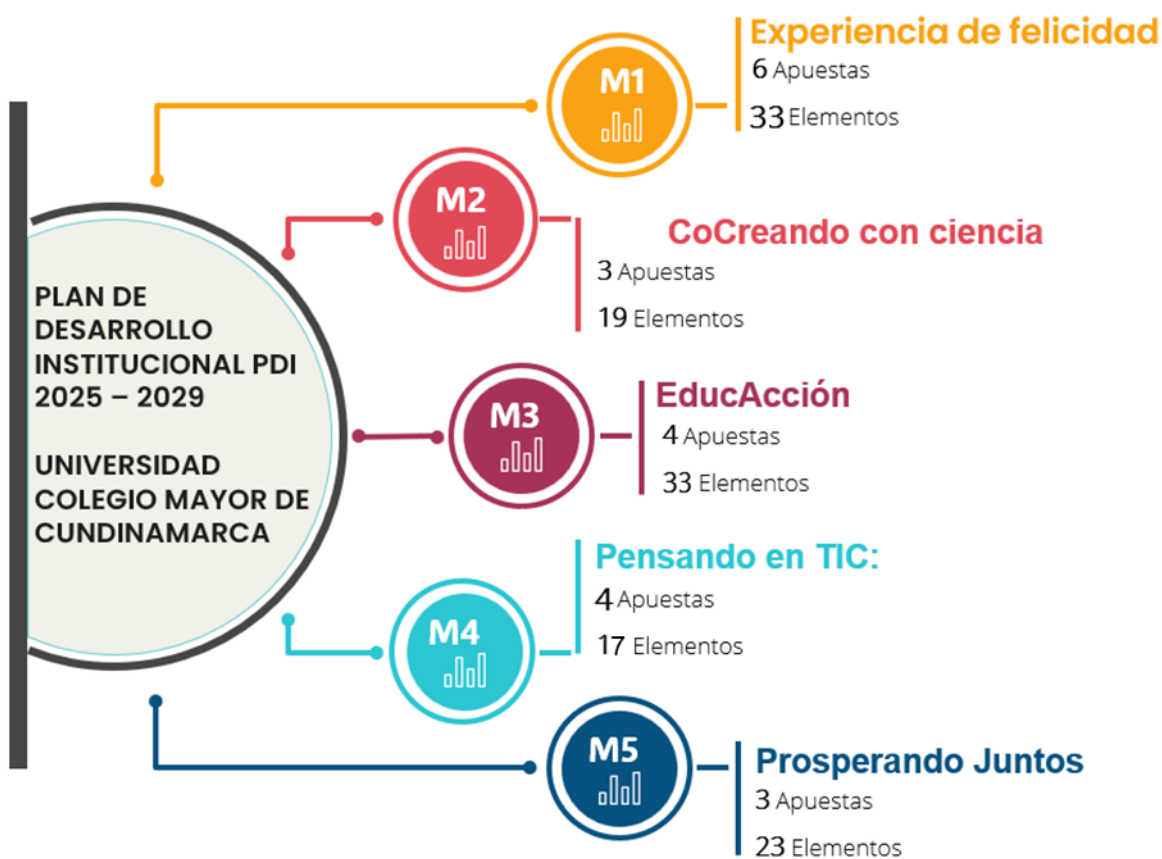 PLAN DE
DESARROLLO
INSTITUCIONAL PDI
2025 – 2029
UNIVERSIDAD
COLEGIO MAYOR DE
CUNDINAMARCA
M1
Experiencia de felicidad
6 Apuestas
33 Elementos
M2
CoCreando con ciencia
3 Apuestas
19 Elementos
M3
EducAcción
4 Apuestas
33 Elementos
M4
Pensando en TIC:
4 Apuestas
17 Elementos
M5
Prosperando Juntos
3 Apuestas
23 Elementos